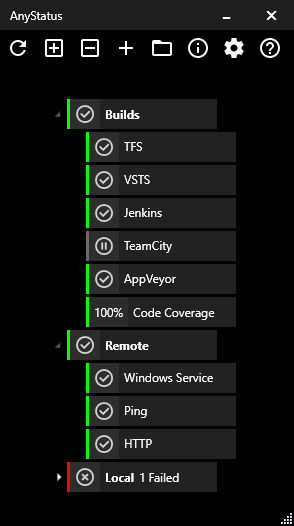 AnyStatus
Builds
TFS
VSTS
Jenkins
TeamCity
AppVeyor
100% Code Coverage
Remote
Windows Service
Ping
HTTP
Local 1 Failed